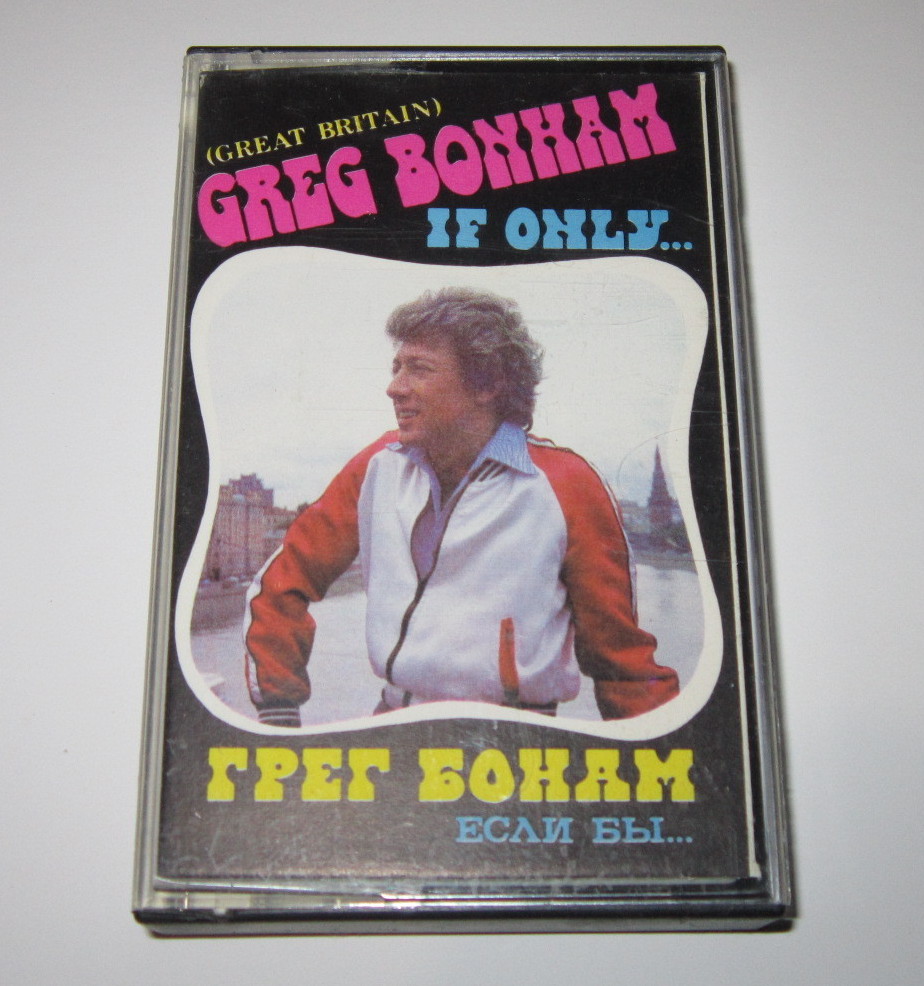 (GREAT BRITAIN)
GREG BONHAM
IF ONLY...
ГРЕГ БОНАМ
ЕСЛИ БЫ...